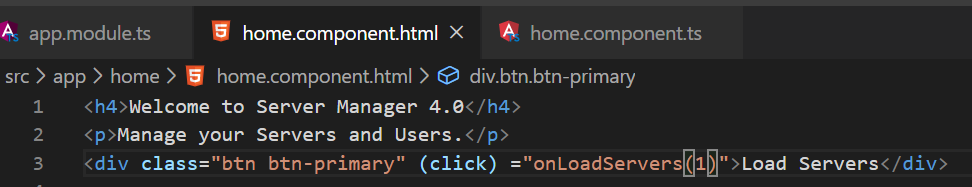 app.module.ts home.component.html home.component.ts
src app home home.component.html div.btn.btn-primary
1 <h4>Welcome to Server Manager 4.0</h4>
2 <p>Manage your Servers and Users.</p>
3 <div class="btn btn-primary" (click) ="onLoadServers(1)">Load Servers</div>